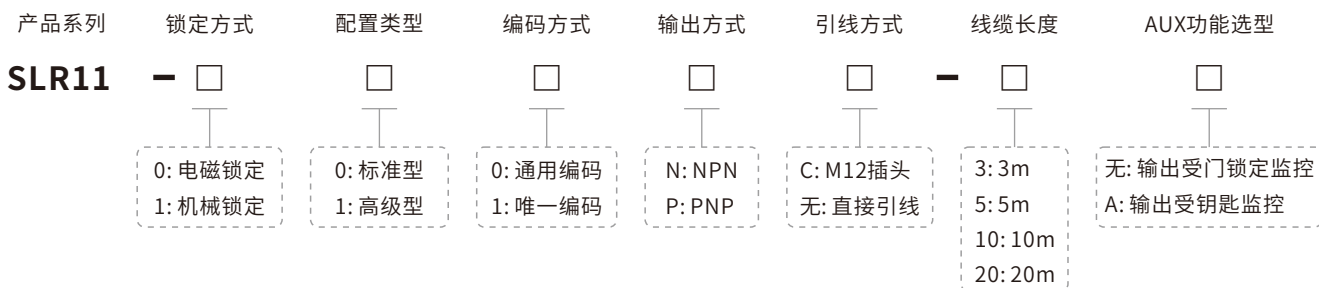 产品系列 锁定方式 配置类型 编码方式 输出方式 引线方式 线缆长度 AUX功能选型
SLR11 - □ □ □ □ □ - □ □
0: 电磁锁定 0: 标准型 0: 通用编码 N: NPN C: M12插头 3: 3m 无: 输出受门锁定监控
1: 机械锁定 1: 高级型 1: 唯一编码 P: PNP 无: 直接引线 5: 5m A: 输出受钥匙监控
10: 10m
20: 20m